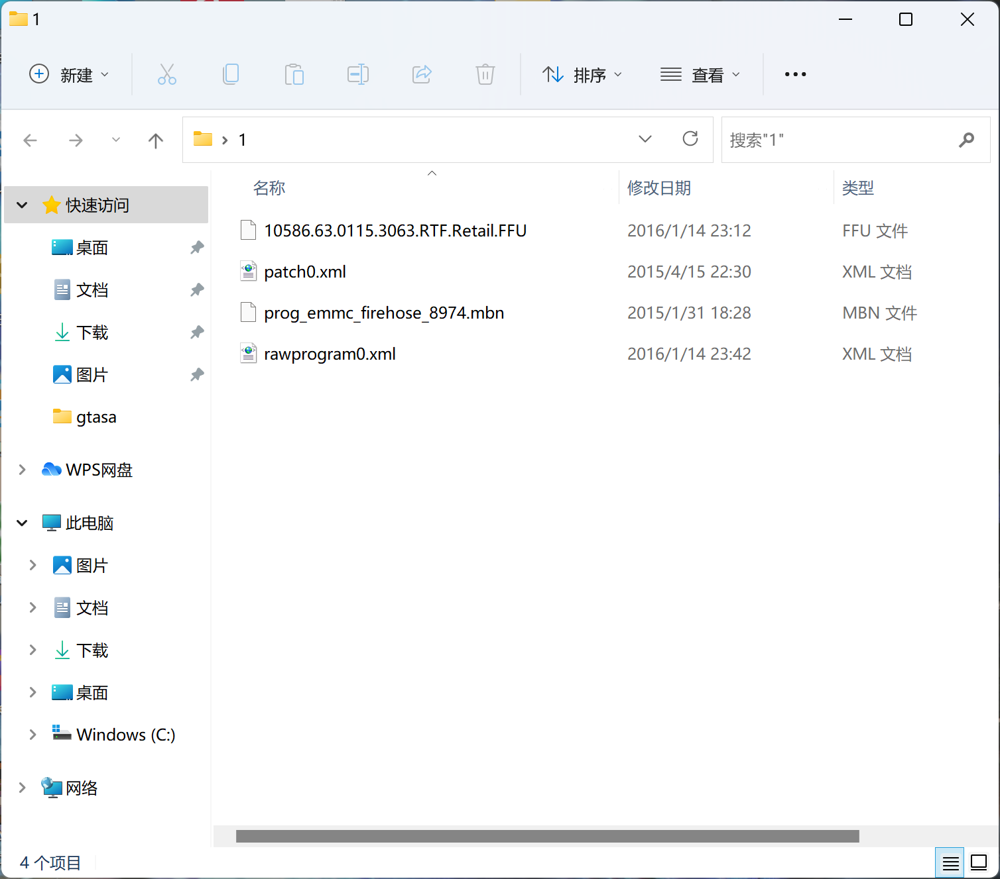 1
新建
排序
查看
1
搜索"1"
名称
修改日期
类型
10586.63.0115.3063.RTF.Retail.FFU
2016/1/14 23:12
FFU 文件
patch0.xml
2015/4/15 22:30
XML 文档
prog_emmc_firehose_8974.mbn
2015/1/31 18:28
MBN 文件
rawprogram0.xml
2016/1/14 23:42
XML 文档
快速访问
桌面
文档
下载
图片
gtasa
WPS网盘
此电脑
图片
文档
下载
桌面
Windows (C:)
网络
4 个项目